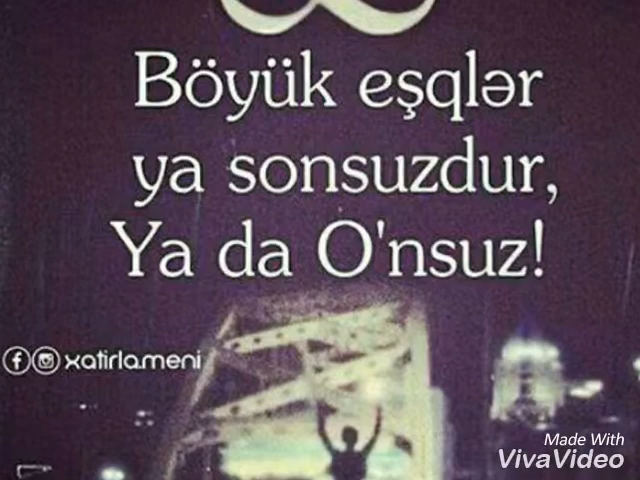 Böyük eşqlər
ya sonsuzdur,
Ya da O'nsuz!
xatirlameni
Made With
VivaVideo